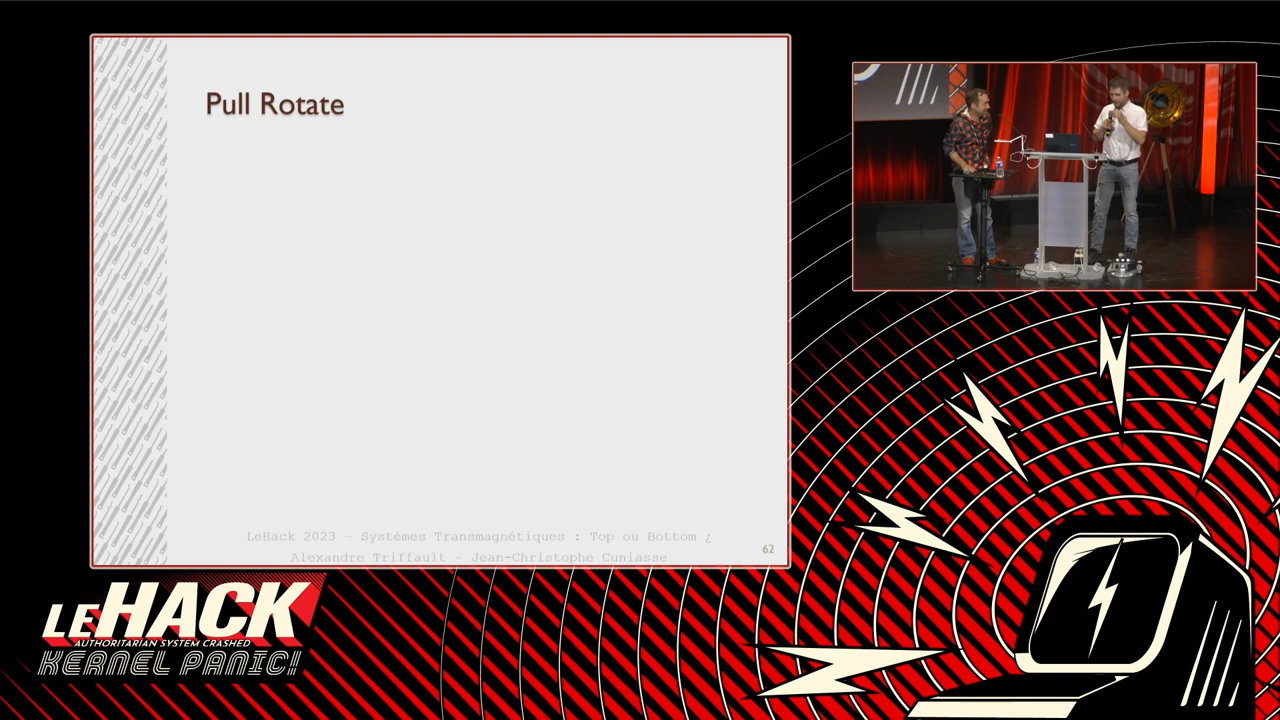 Pull Rotate
LeHack 2023 – Systèmes Transmagnétiques : Top ou Bottom ¿
Alexandre Triffault – Jean-Christophe Cuniasse
62
LEHACK
AUTHORITARIAN SYSTEM CRASHED
KERNEL PANIC!